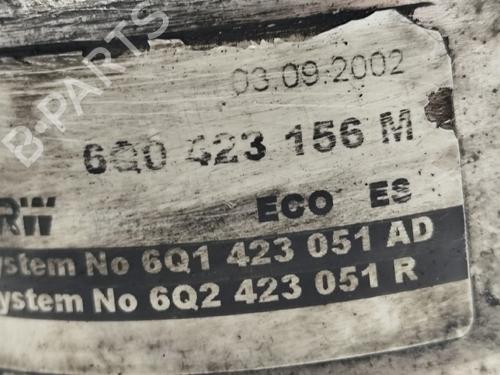 B-PARTS
03.09.2002
6Q0 423 156 M
RW
ECO ES
ystem No 6Q1 423 051 AD
ystem No 6Q2 423 051 R